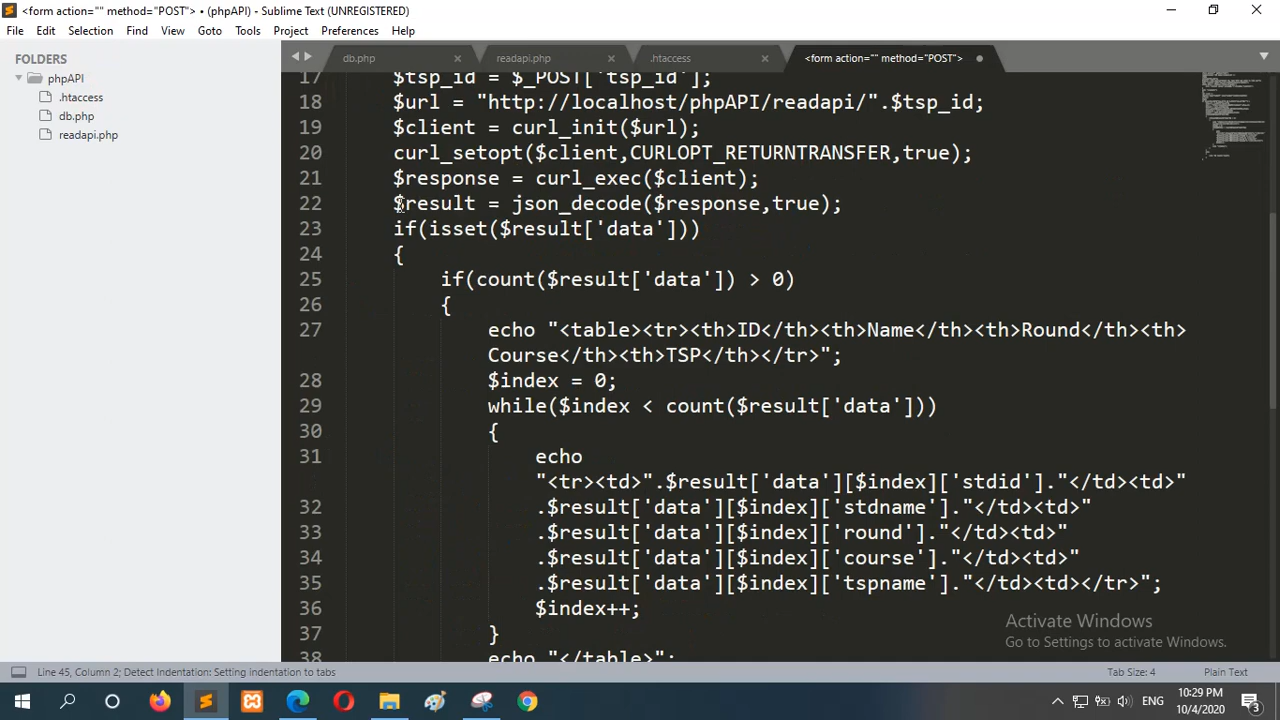 <form action="" method="POST"> • (phpAPI) - Sublime Text (UNREGISTERED)
File Edit Selection Find View Goto Tools Project Preferences Help
FOLDERS
phpAPI
.htaccess
db.php
readapi.php
db.php readapi.php .htaccess <form action="" method="POST">
17 $tsp_id = $_POST['tsp_id'];
18 $url = "http://localhost/phpAPI/readapi/".$tsp_id;
19 $client = curl_init($url);
20 curl_setopt($client,CURLOPT_RETURNTRANSFER,true);
21 $response = curl_exec($client);
22 $result = json_decode($response,true);
23 if(isset($result['data']))
24 {
25 if(count($result['data']) > 0)
26 {
27 echo "<table><tr><th>ID</th><th>Name</th><th>Round</th><th>
Course</th><th>TSP</th></tr>";
28 $index = 0;
29 while($index < count($result['data']))
30 {
31 echo
"<tr><td>".$result['data'][$index]['stdid']."</td><td>"
32 .$result['data'][$index]['stdname']."</td><td>"
33 .$result['data'][$index]['round']."</td><td>"
34 .$result['data'][$index]['course']."</td><td>"
35 .$result['data'][$index]['tspname']."</td><td></tr>";
36 $index++;
37 }
38 echo "</table>";
Activate Windows
Go to Settings to activate Windows.
Line 45, Column 2; Detect Indentation: Setting indentation to tabs Tab Size: 4 Plain Text
ENG
10:29 PM
10/4/2020
3